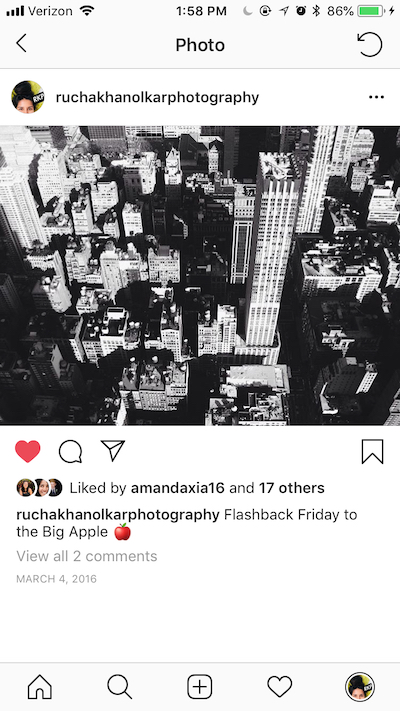 Verizon 1:58 PM 86%
Photo
ruchakhanolkarphotography
Liked by amandaxia16 and 17 others
ruchakhanolkarphotography Flashback Friday to
the Big Apple 🍎
View all 2 comments
MARCH 4, 2016